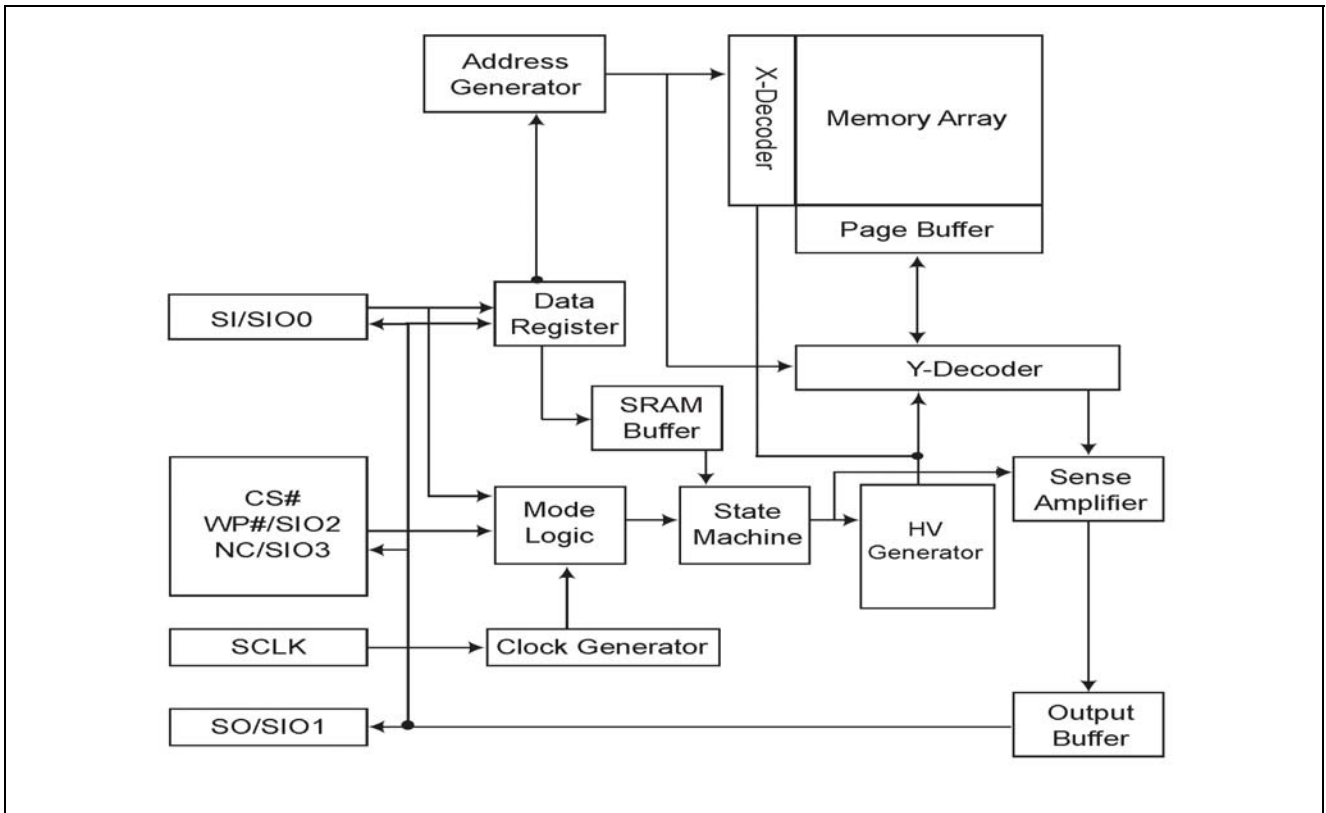 Address
Generator
X-Decoder
Memory Array
Page Buffer
SI/SIO0
Data
Register
Y-Decoder
SRAM
Buffer
CS#
WP#/SIO2
NC/SIO3
Mode
Logic
State
Machine
HV
Generator
Sense
Amplifier
SCLK
Clock Generator
SO/SIO1
Output
Buffer